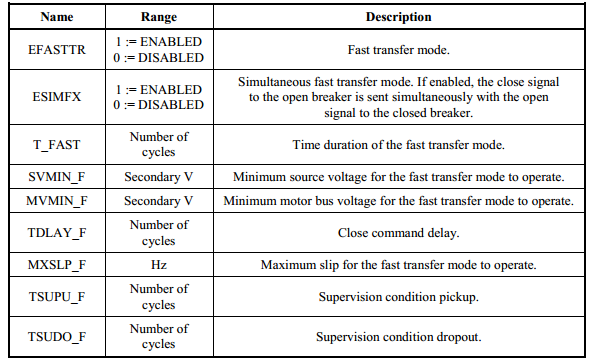 Name Range Description
EFASTTR 1 := ENABLED
0 := DISABLED Fast transfer mode.
ESIMFX 1 := ENABLED
0 := DISABLED Simultaneous fast transfer mode. If enabled, the close signal
to the open breaker is sent simultaneously with the open
signal to the closed breaker.
T_FAST Number of
cycles Time duration of the fast transfer mode.
SVMIN_F Secondary V Minimum source voltage for the fast transfer mode to operate.
MVMIN_F Secondary V Minimum motor bus voltage for the fast transfer mode to operate.
TDLAY_F Number of
cycles Close command delay.
MXSLP_F Hz Maximum slip for the fast transfer mode to operate.
TSUPU_F Number of
cycles Supervision condition pickup.
TSUDO_F Number of
cycles Supervision condition dropout.